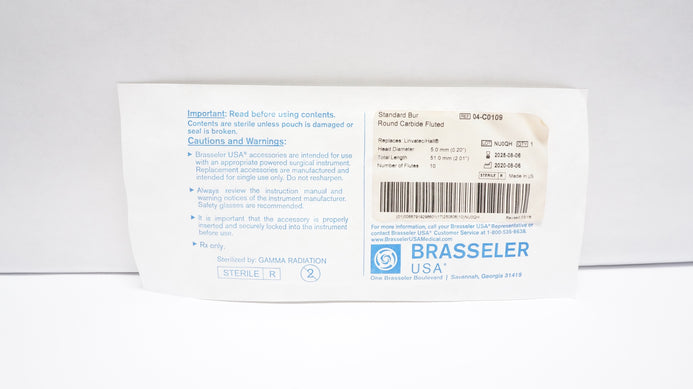 Important: Read before using contents.
Contents are sterile unless pouch is damaged or
seal is broken.
Cautions and Warnings:
Brasseler USA® accessories are intended for use
with an appropriate powered surgical instrument.
Replacement accessories are manufactured and
intended for single use only. Do not resharpen.
Always review the instruction manual and
warning notices of the instrument manufacturer.
Safety glasses are recommended.
It is important that the accessory is properly
inserted and securely locked into the instrument
before use.
Rx only.
Sterilized by: GAMMA RADIATION
STERILE R 2
Standard Bur REF 04-C0109
Round Carbide Fluted
Replaces: Linvatec/Hall® LOT NU0QH QTY 1
Head Diameter 5.0 mm (0.20")
Total Length 51.0 mm (2.01")
Number of Flutes 10
2025-08-06
2020-08-06
STERILE R Made in US
For more information, call your Brasseler USA® Representative or
contact Brasseler USA® Customer Service at 1-800-535-6638.
www.BrasselerUSAMedical.com
BRASSELER
USA®
One Brasseler Boulevard | Savannah, Georgia 31419